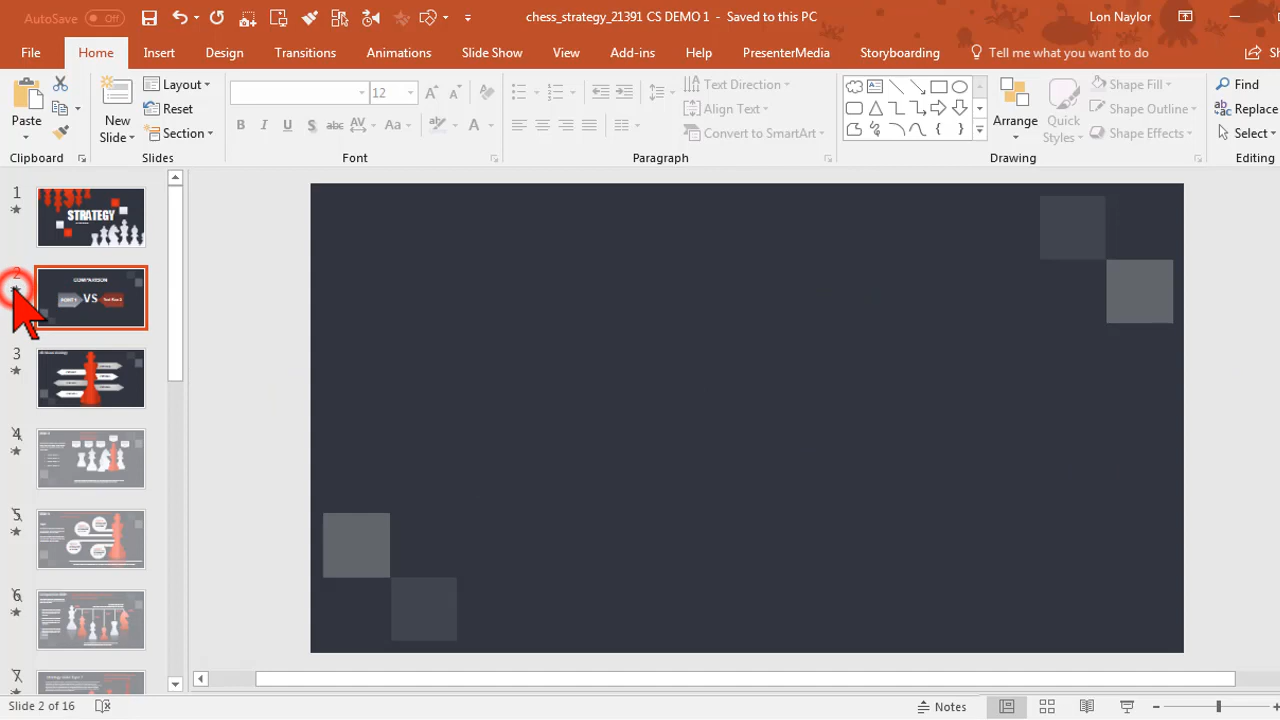 AutoSave Off
chess_strategy_21391 CS DEMO 1 - Saved to this PC
Lon Naylor
File Home Insert Design Transitions Animations Slide Show View Add-ins Help PresenterMedia Storyboarding Tell me what you want to do Sh
Paste
Clipboard
New Slide
Layout
Reset
Section
Slides
12
Font
Text Direction
Align Text
Convert to SmartArt
Paragraph
Arrange
Quick Styles
Shape Fill
Shape Outline
Shape Effects
Drawing
Find
Replace
Select
Editing
1
STRATEGY
2
COMPARISON
POINT 1 VS
3
4
5
6
7
Slide 2 of 16
Notes